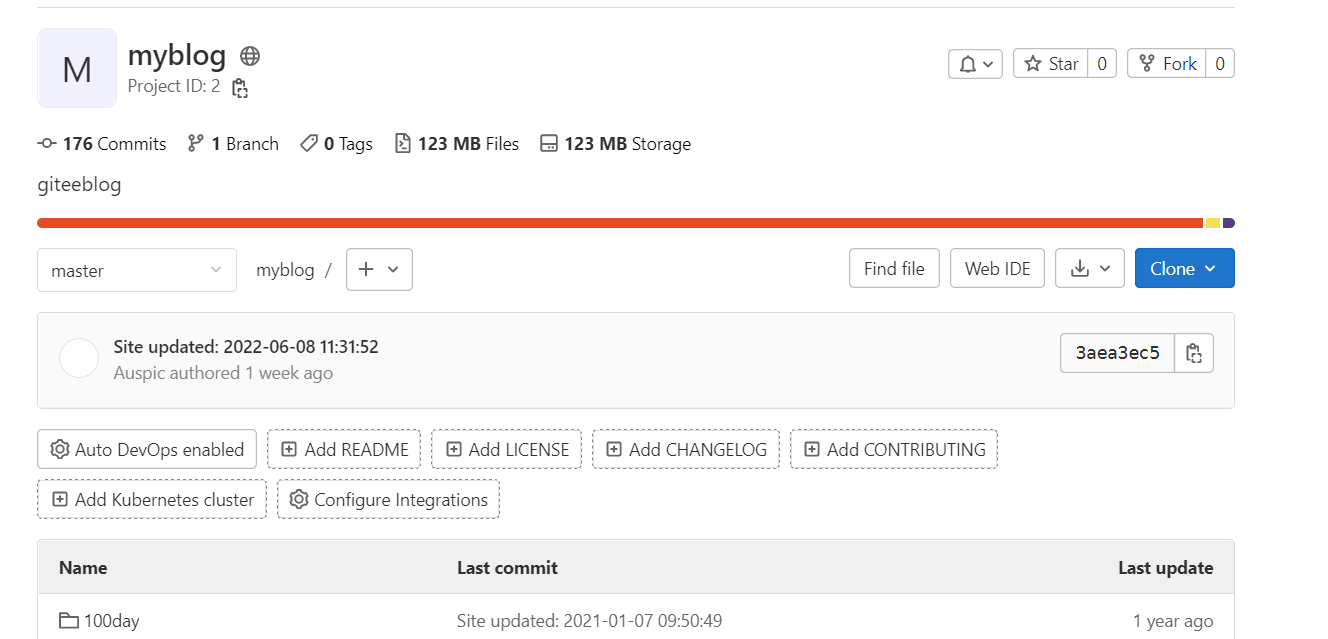 M
myblog
Project ID: 2
Star 0
Fork 0
176 Commits 1 Branch 0 Tags 123 MB Files 123 MB Storage
giteeblog
master
myblog /
Find file
Web IDE
Clone
Site updated: 2022-06-08 11:31:52
Auspic authored 1 week ago
3aea3ec5
Auto DevOps enabled Add README Add LICENSE Add CHANGELOG Add CONTRIBUTING
Add Kubernetes cluster Configure Integrations
Name Last commit Last update
100day Site updated: 2021-01-07 09:50:49 1 year ago